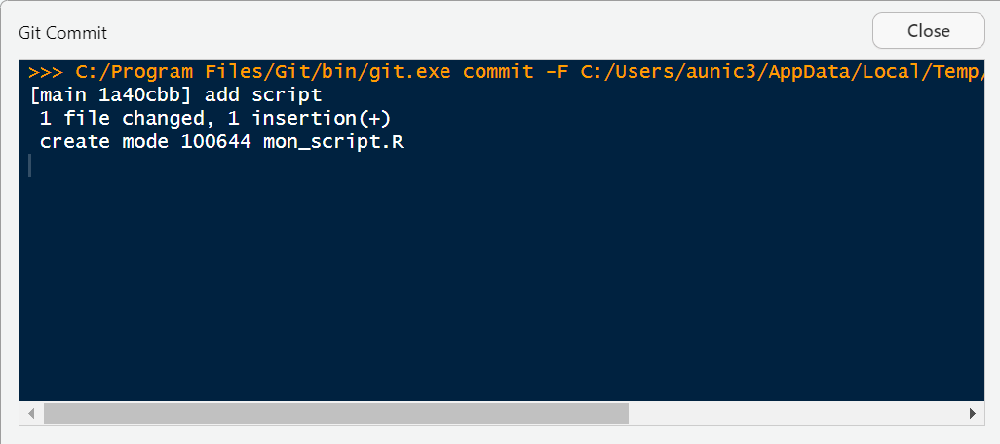 Git Commit
Close
>>> C:/Program Files/Git/bin/git.exe commit -F C:/Users/aunic3/AppData/Local/Temp/
[main 1a40cbb] add script
1 file changed, 1 insertion(+)
create mode 100644 mon_script.R